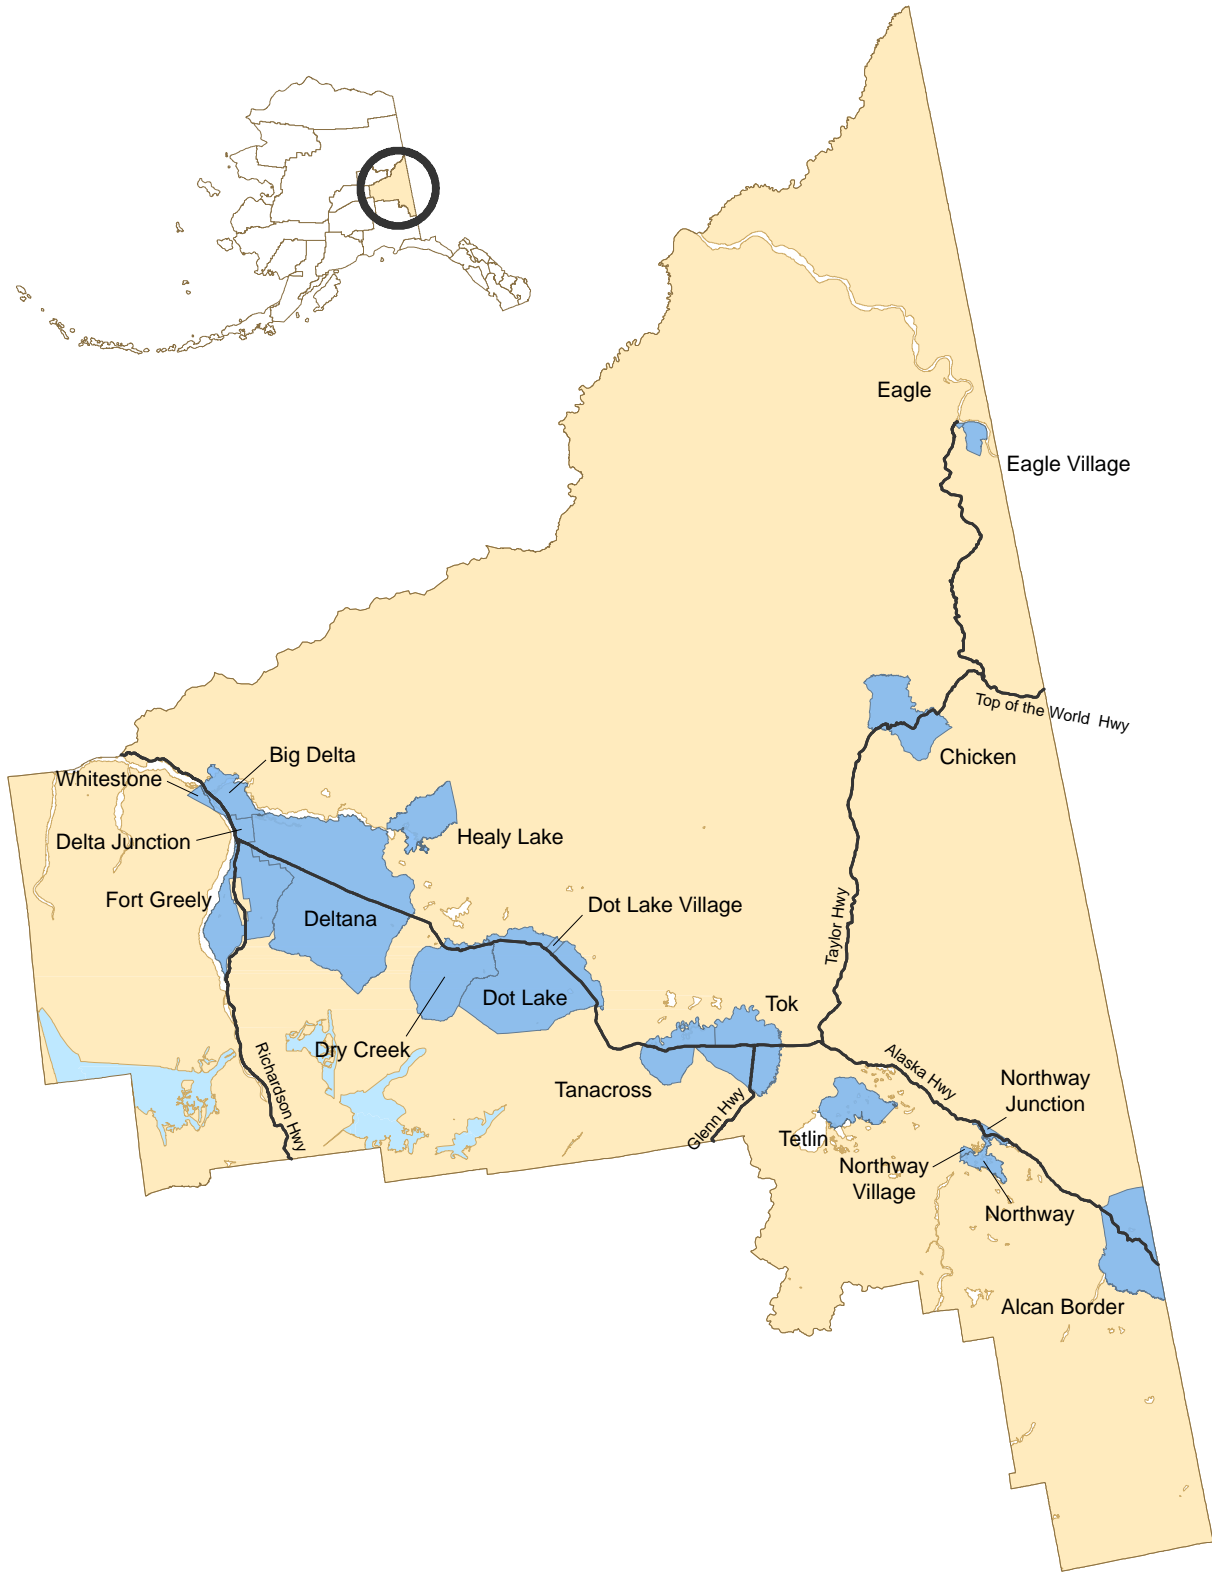 Eagle
Eagle Village
Top of the World Hwy
Chicken
Big Delta
Whitestone
Delta Junction
Healy Lake
Fort Greely
Deltana
Dot Lake Village
Taylor Hwy
Dot Lake
Tok
Dry Creek
Richardson Hwy
Tanacross
Alaska Hwy
Northway
Junction
Glenn Hwy
Tetlin
Northway
Village
Northway
Alcan Border